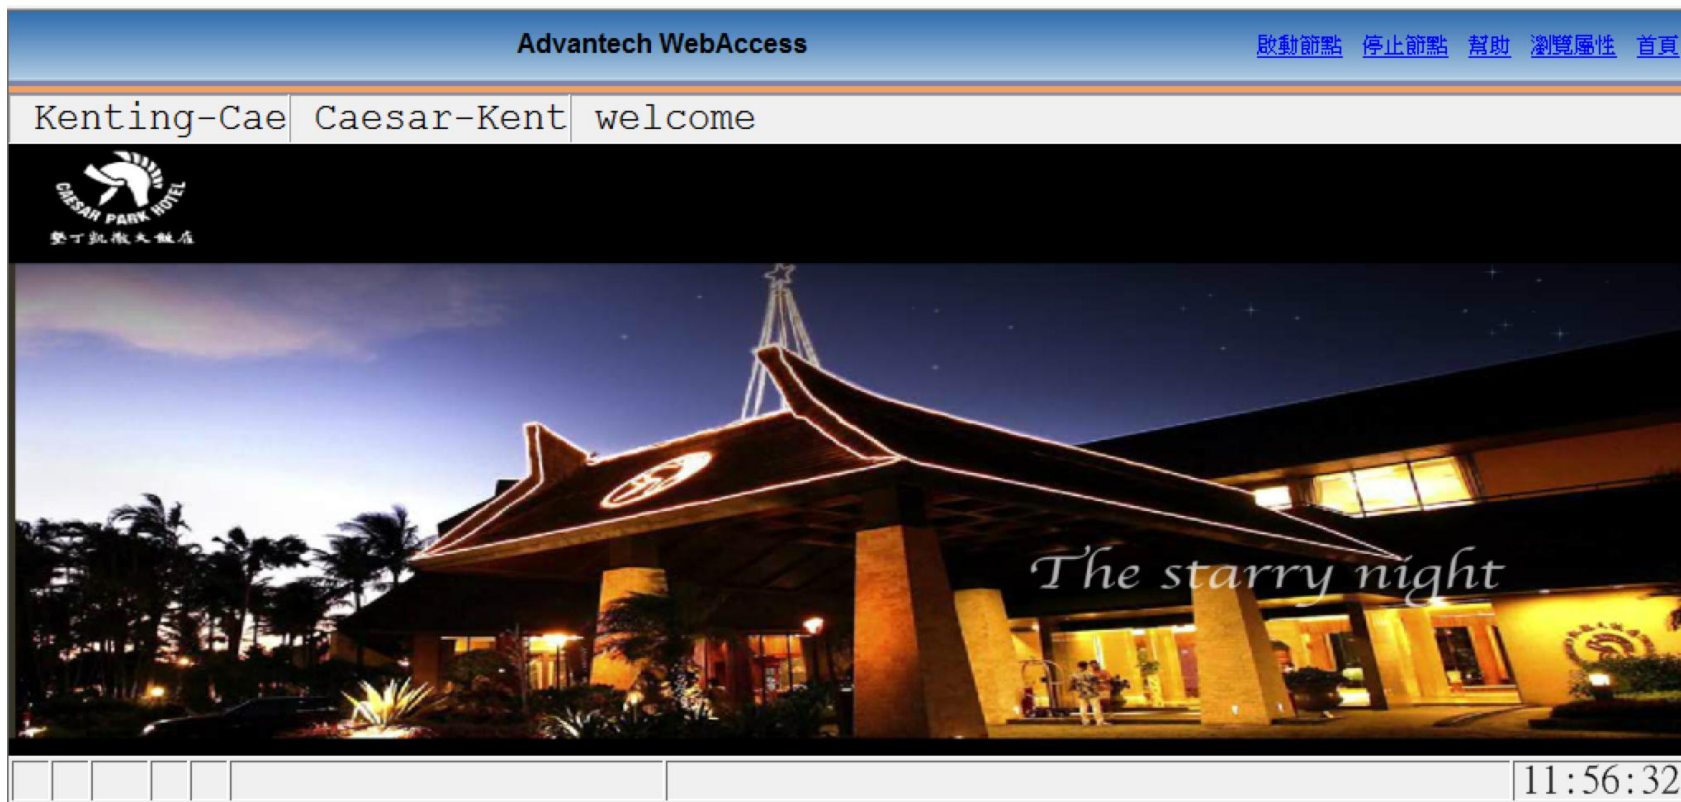 Advantech WebAccess
啟動節點 停止節點 幫助 瀏覽屬性 首頁
Kenting-Cae Caesar-Kent welcome
CAESAR PARK HOTEL
墾丁凱撒大飯店
The starry night
11:56:32